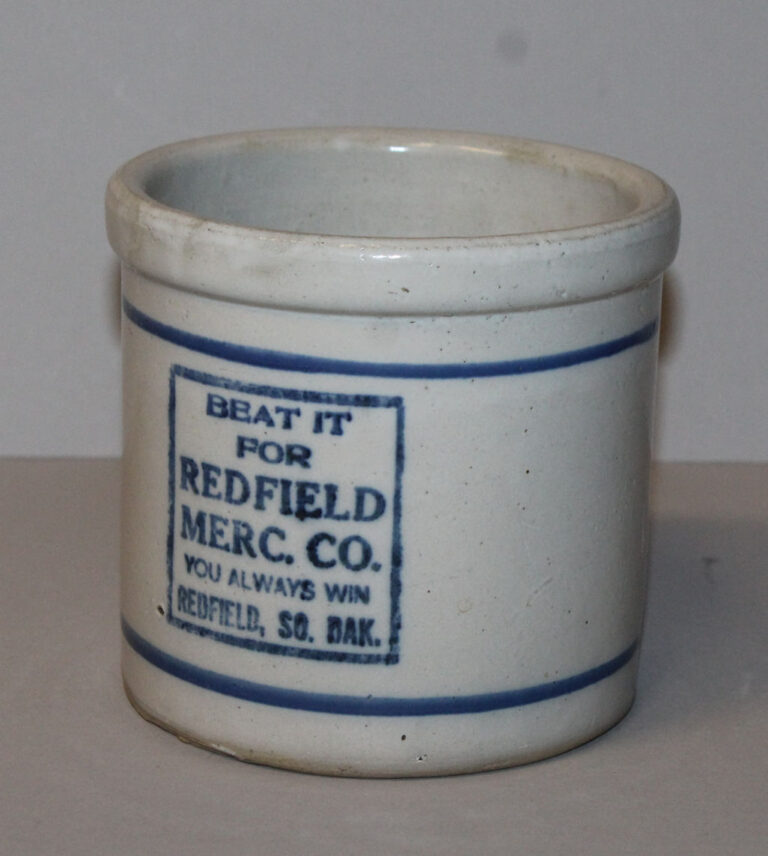 BEAT IT
FOR
REDFIELD
MERC. CO.
YOU ALWAYS WIN
REDFIELD, SO. DAK.